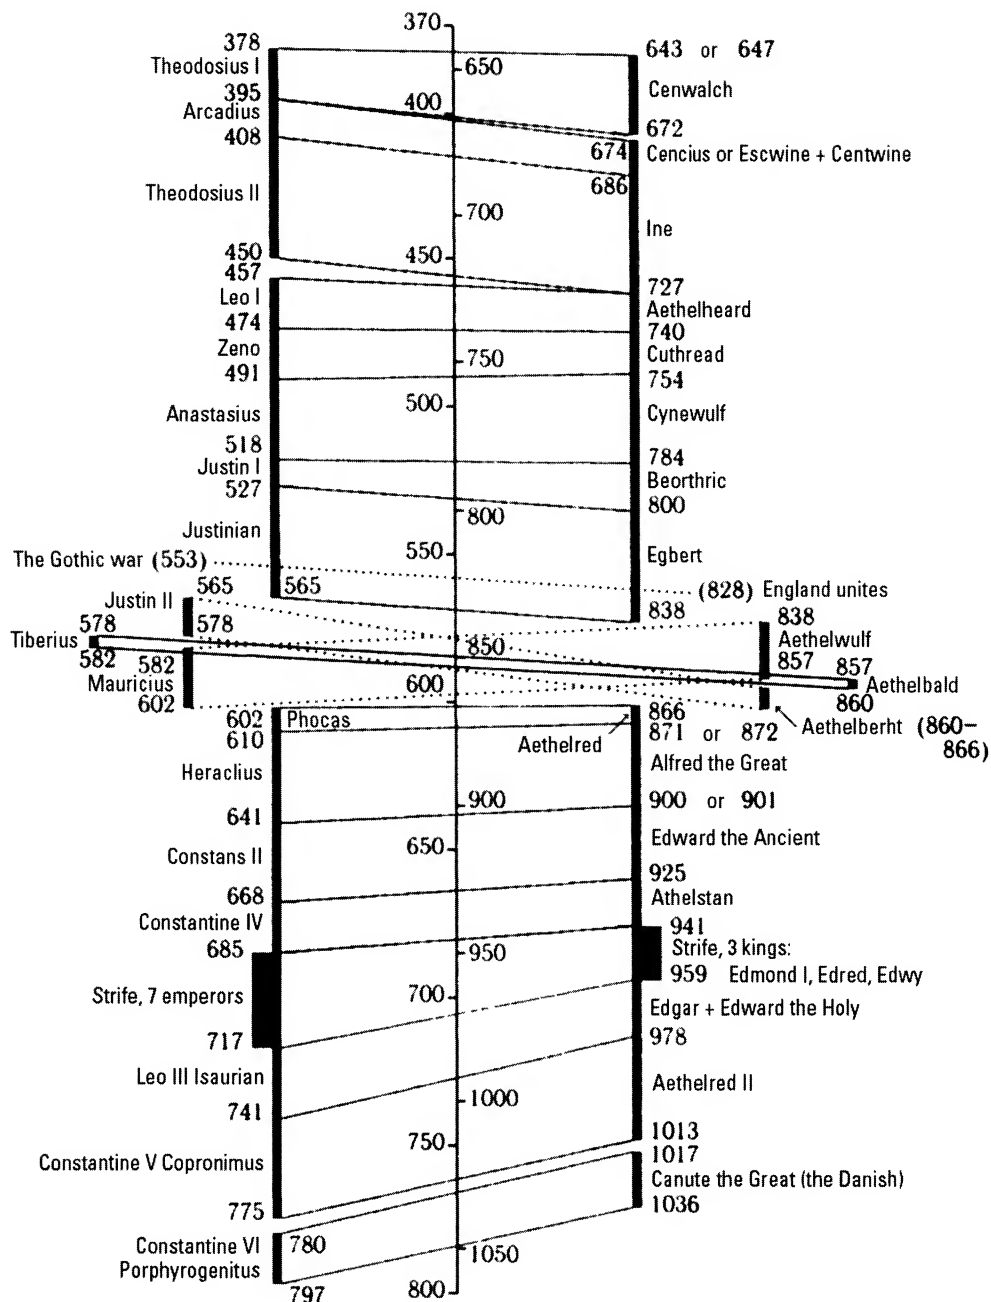 370
378
643 or 647
Theodosius I
650
Cenwalch
395
400
Arcadius
672
408
674
Cencius or Escwine + Centwine
686
Theodosius II
700
Ine
450
450
457
727
Leo I
Aethelheard
474
740
Zeno
750
Cuthread
491
754
500
Anastasius
Cynewulf
518
784
Justin I
Beorthric
527
800
800
Justinian
550
Egbert
The Gothic war (553)
565
565
(828) England unites
Justin II
838
838
578
578
Tiberius
850
Aethelwulf
857
857
582
582
Mauricius
600
Aethelbald
860
602
602
Phocas
866
Aethelberht (860–
866)
610
Aethelred
871 or 872
Heraclius
Alfred the Great
900
900 or 901
641
650
Edward the Ancient
Constans II
925
668
Athelstan
Constantine IV
941
685
950
Strife, 3 kings:
959 Edmond I, Edred, Edwy
Strife, 7 emperors
700
Edgar + Edward the Holy
717
978
Leo III Isaurian
Aethelred II
741
1000
750
1013
1017
Constantine V Copronimus
Canute the Great (the Danish)
775
1036
780
Constantine VI
Porphyrogenitus
1050
797
800